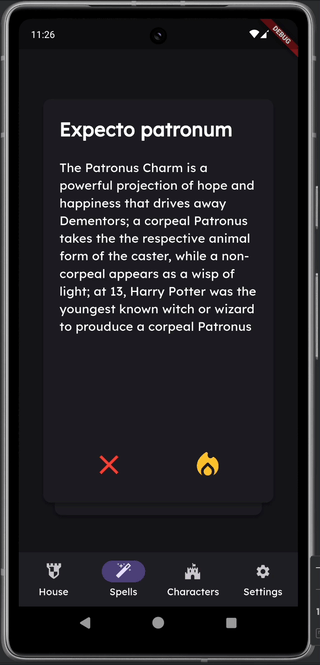 11:26
DEBUG
Expecto patronum
The Patronus Charm is a
powerful projection of hope and
happiness that drives away
Dementors; a corpeal Patronus
takes the the respective animal
form of the caster, while a non-
corpeal appears as a wisp of
light; at 13, Harry Potter was the
youngest known witch or wizard
to prouduce a corpeal Patronus
House Spells Characters Settings